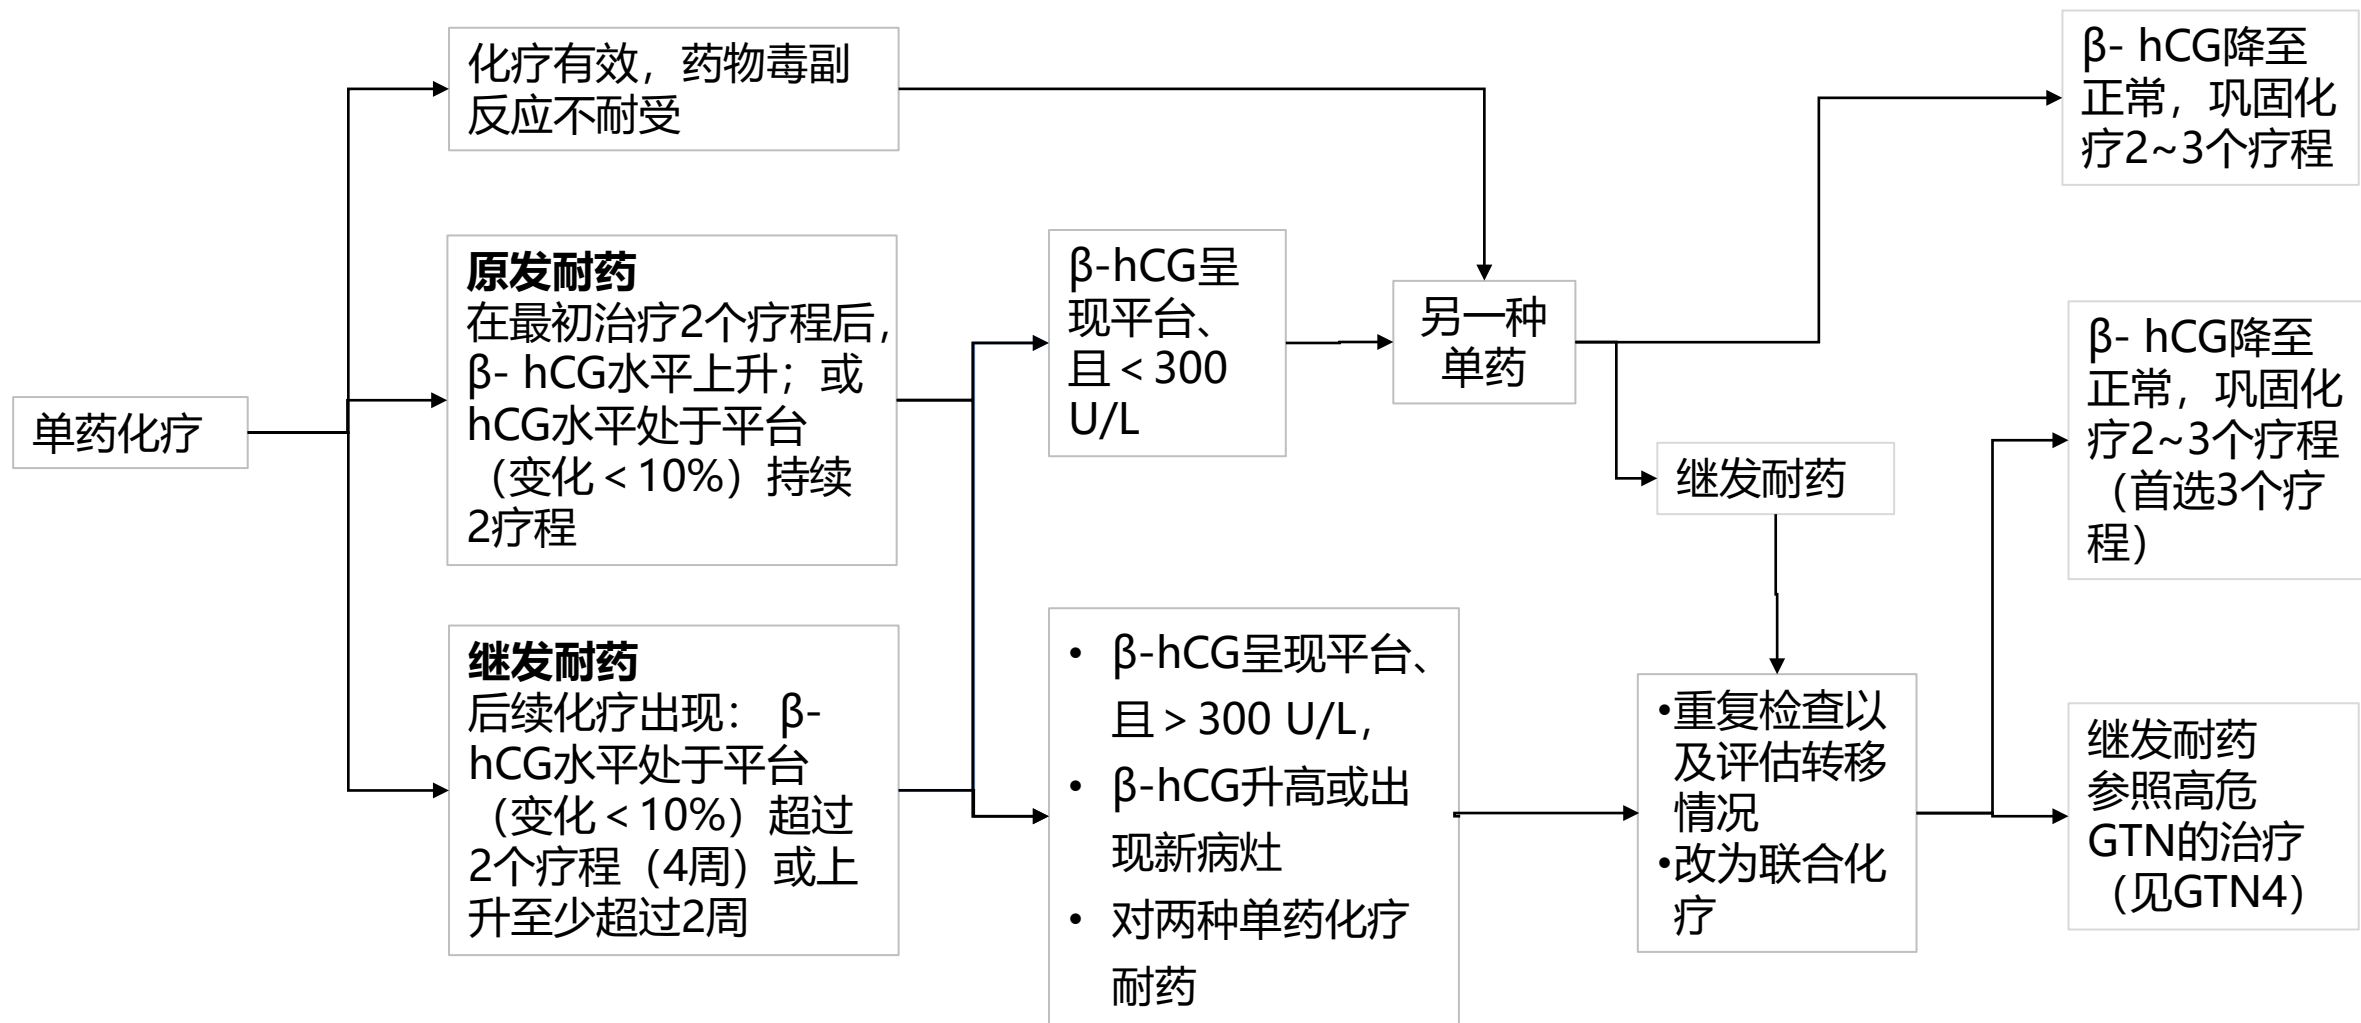 单药化疗
化疗有效，药物毒副
反应不耐受
原发耐药
在最初治疗2个疗程后，
β- hCG水平上升；或
hCG水平处于平台
（变化＜10%）持续
2疗程
继发耐药
后续化疗出现： β-
hCG水平处于平台
（变化＜10%）超过
2个疗程（4周）或上
升至少超过2周
β-hCG呈
现平台、
且＜300
U/L
• β-hCG呈现平台、
且＞300 U/L，
• β-hCG升高或出
现新病灶
• 对两种单药化疗
耐药
另一种
单药
继发耐药
•重复检查以
及评估转移
情况
•改为联合化
疗
β- hCG降至
正常，巩固化
疗2~3个疗程
β- hCG降至
正常，巩固化
疗2~3个疗程
（首选3个疗
程）
继发耐药
参照高危
GTN的治疗
（见GTN4）